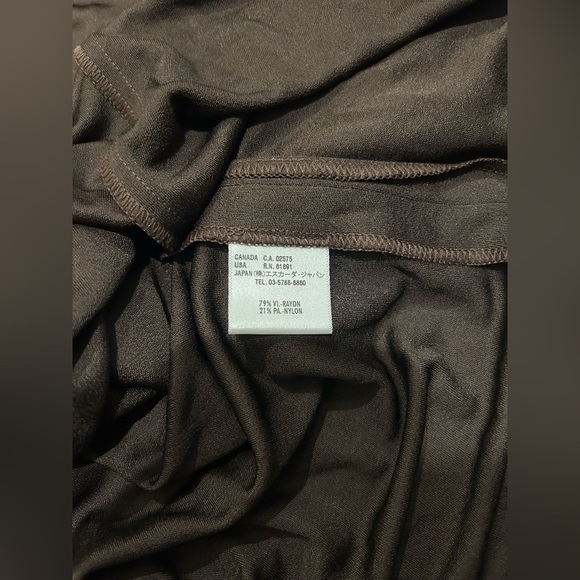 CANADA C.A. 02575
USA R.N. 81891
JAPAN (株)エスカーダ・ジャパン
TEL. 03-5766-6860
79% VI.-RAYON
21% PA.-NYLON